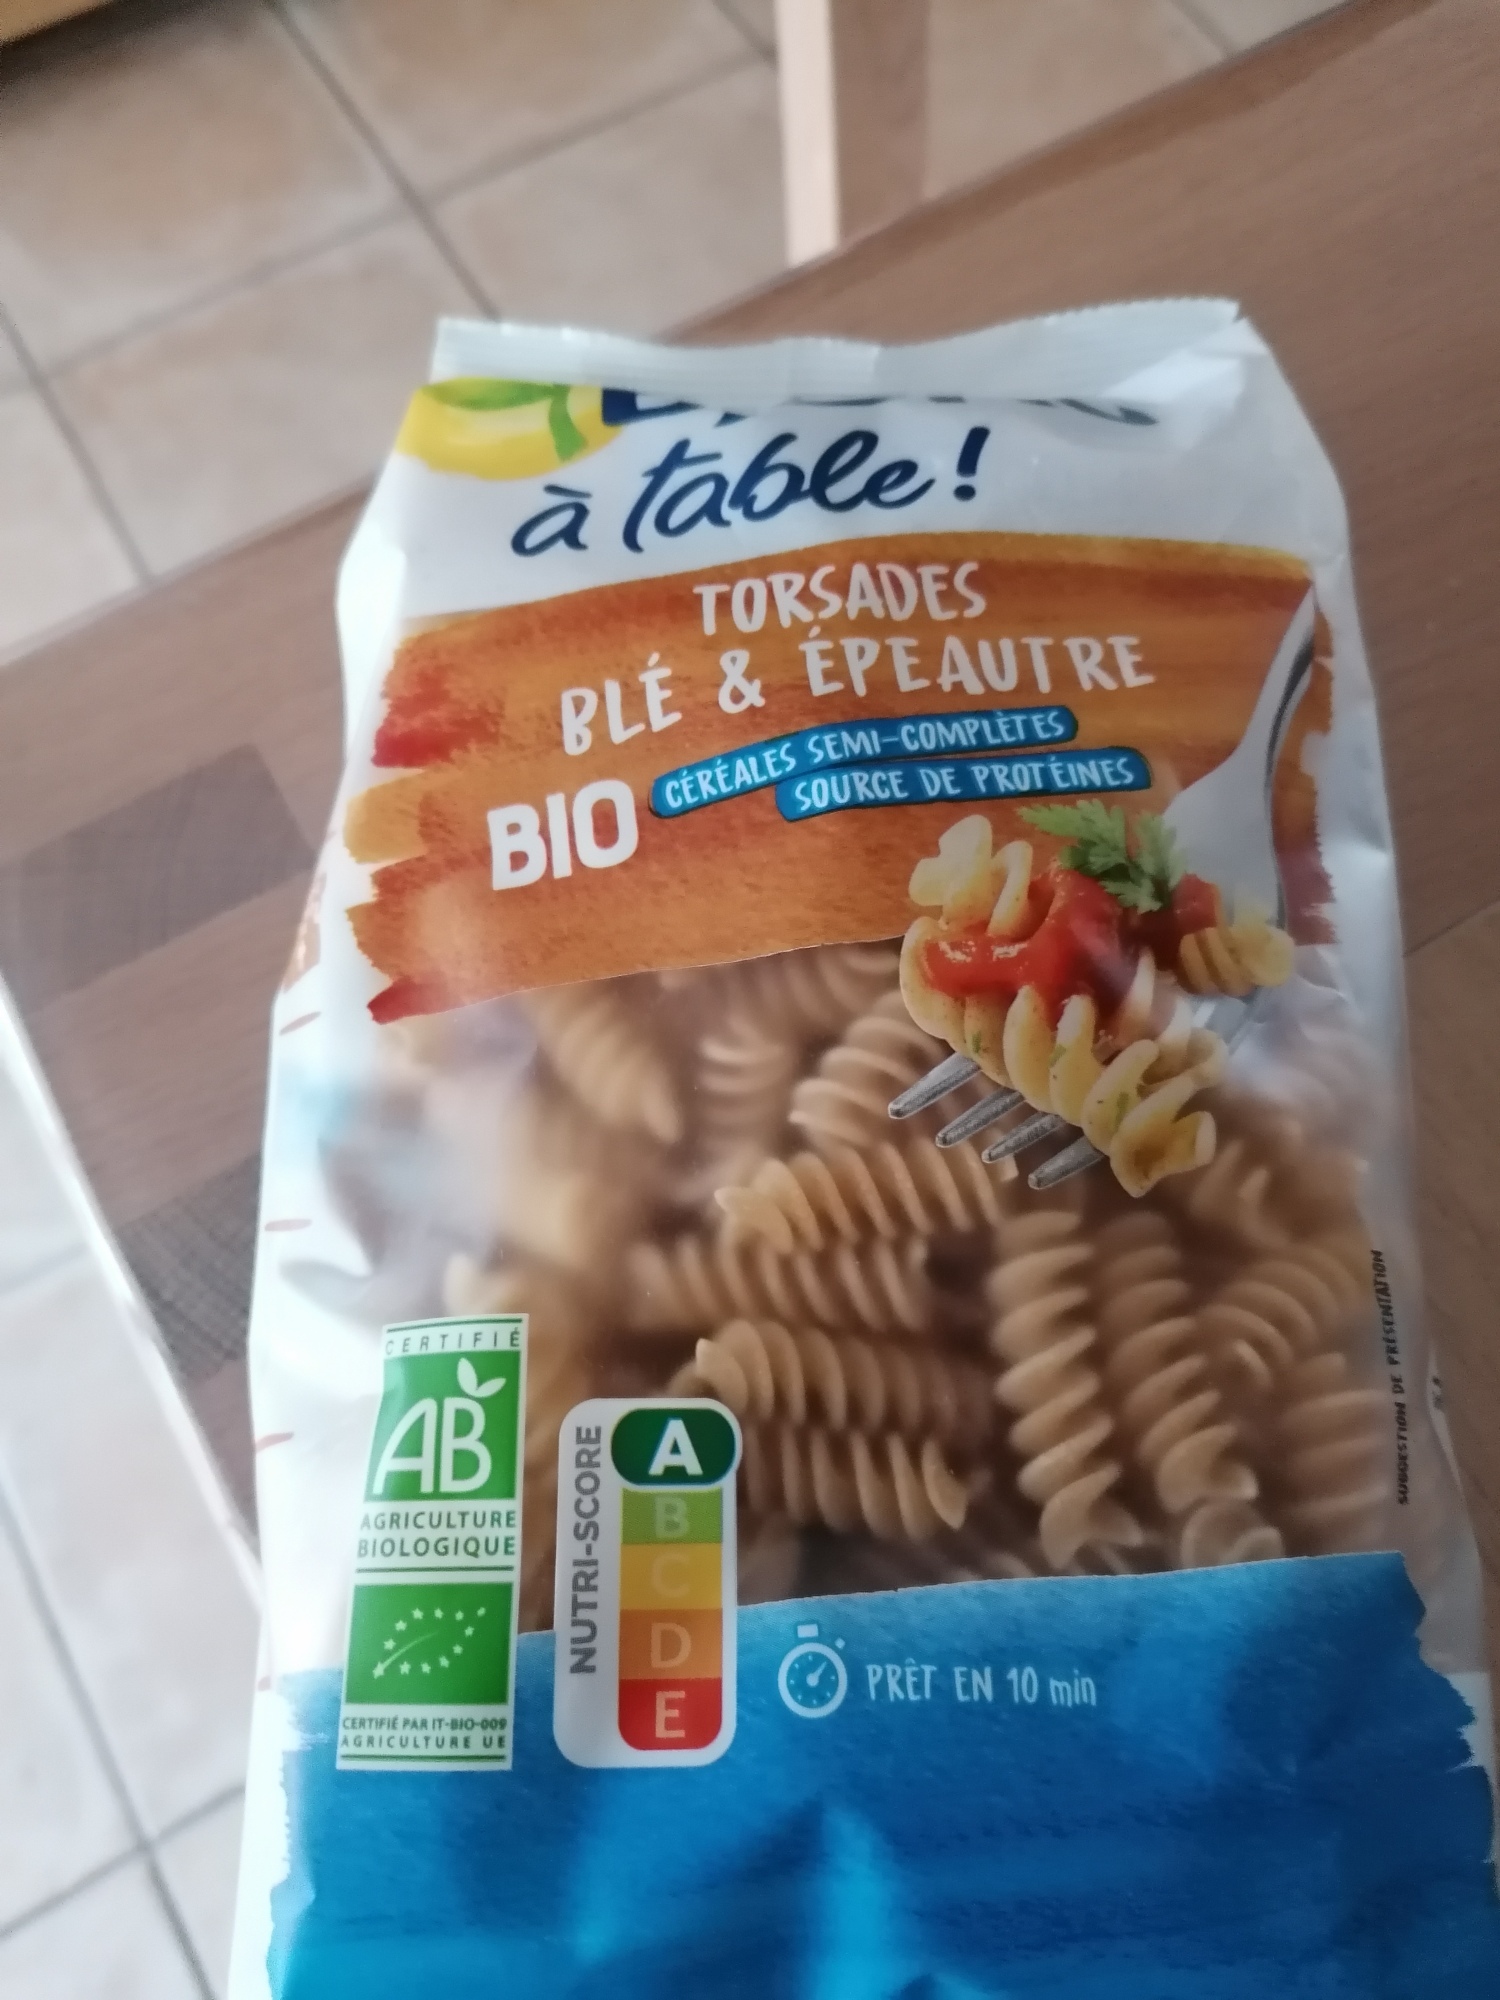 à table!
TORSADES
BLÉ & ÉPEAUTRE
CÉRÉALES SEMI-COMPLÈTES
SOURCE DE PROTÉINES
BIO
SUGGESTION DE PRÉSENTATION
CERTIFIÉ
AB
AGRICULTURE
BIOLOGIQUE
CERTIFIÉ PAR IT-BIO-009
AGRICULTURE UE
NUTRI-SCORE
A
B
C
D
E
PRÊT EN 10 min